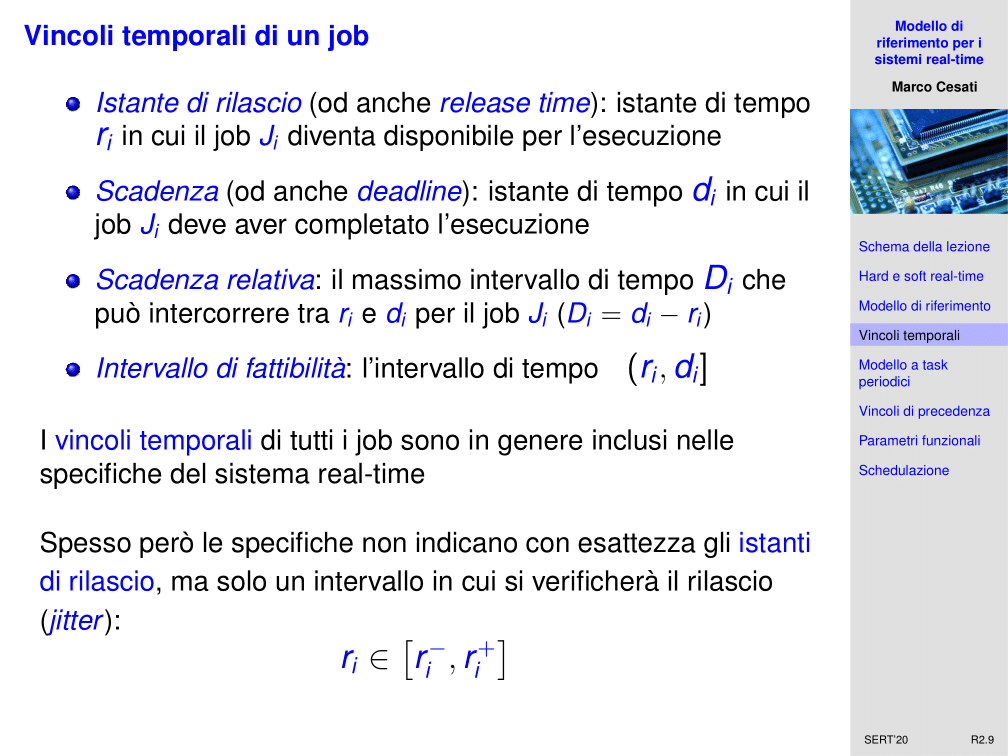 Vincoli temporali di un job
Istante di rilascio (od anche release time): istante di tempo
r_i in cui il job J_i diventa disponibile per l'esecuzione
Scadenza (od anche deadline): istante di tempo d_i in cui il
job J_i deve aver completato l'esecuzione
Scadenza relativa: il massimo intervallo di tempo D_i che
può intercorrere tra r_i e d_i per il job J_i (D_i = d_i − r_i)
Intervallo di fattibilità: l'intervallo di tempo (r_i, d_i]
I vincoli temporali di tutti i job sono in genere inclusi nelle
specifiche del sistema real-time
Spesso però le specifiche non indicano con esattezza gli istanti
di rilascio, ma solo un intervallo in cui si verificherà il rilascio
(jitter):
r_i ∈ [r_i^−, r_i^+]
Modello di
riferimento per i
sistemi real-time
Marco Cesati
Schema della lezione
Hard e soft real-time
Modello di riferimento
Vincoli temporali
Modello a task
periodici
Vincoli di precedenza
Parametri funzionali
Schedulazione
SERT'20 R2.9